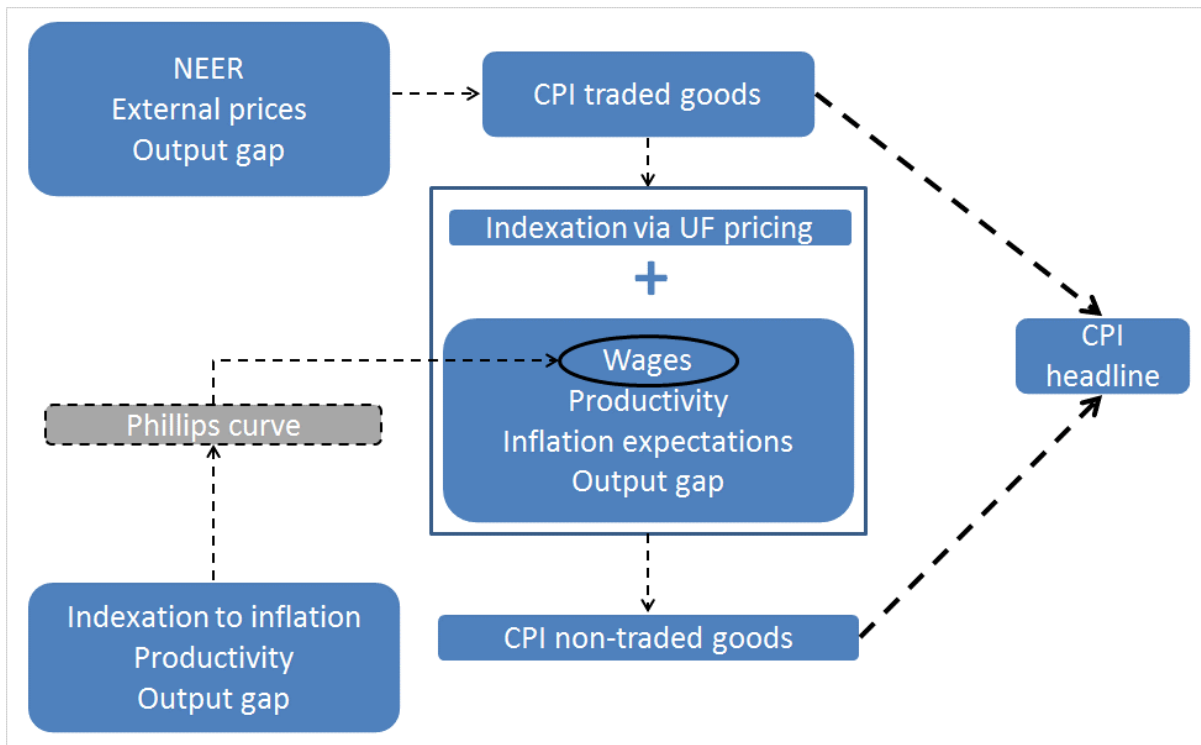 NEER
External prices
Output gap
CPI traded goods
Indexation via UF pricing
+
Wages
Productivity
Inflation expectations
Output gap
CPI
headline
Phillips curve
Indexation to inflation
Productivity
Output gap
CPI non-traded goods